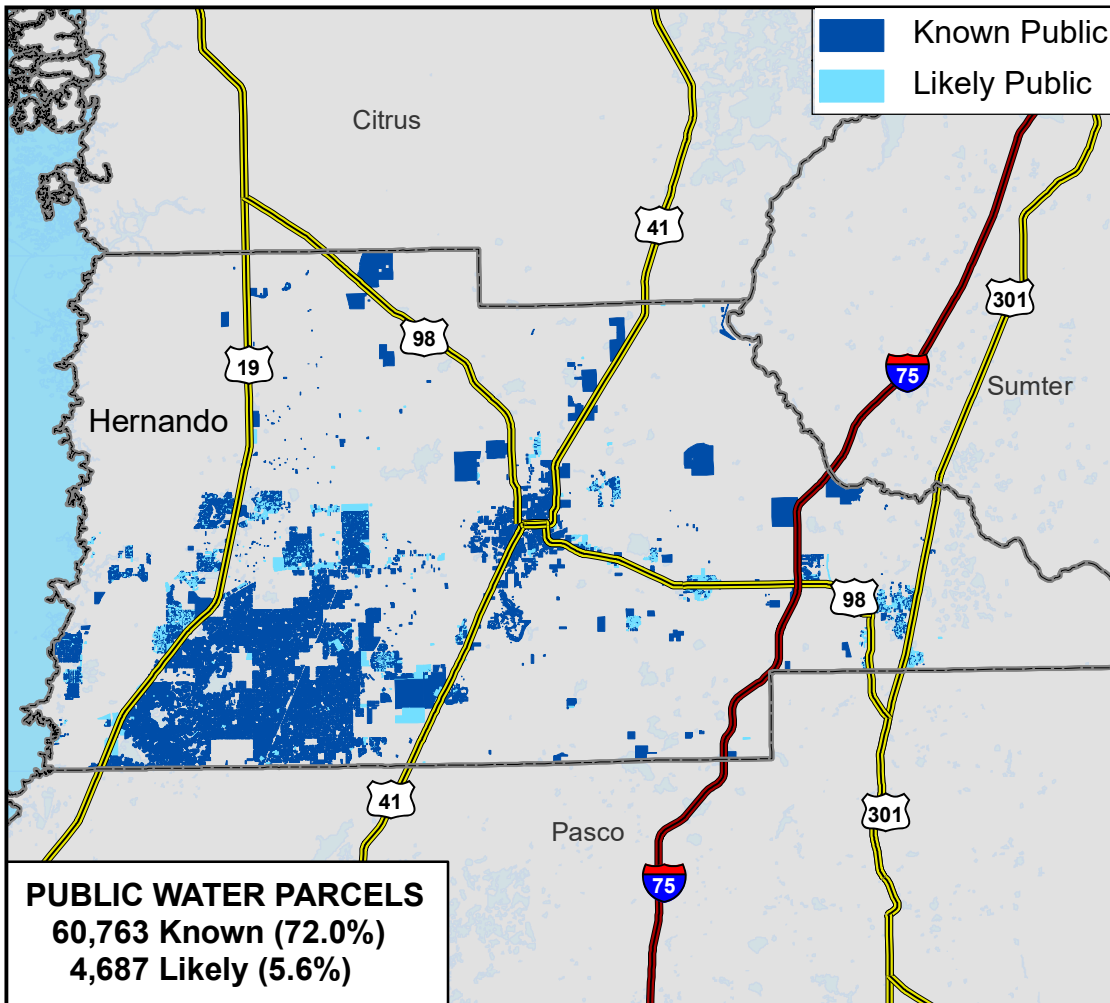 Known Public
Likely Public
Citrus
41
301
98
19
75
Sumter
Hernando
98
41
301
Pasco
75
PUBLIC WATER PARCELS
60,763 Known (72.0%)
4,687 Likely (5.6%)